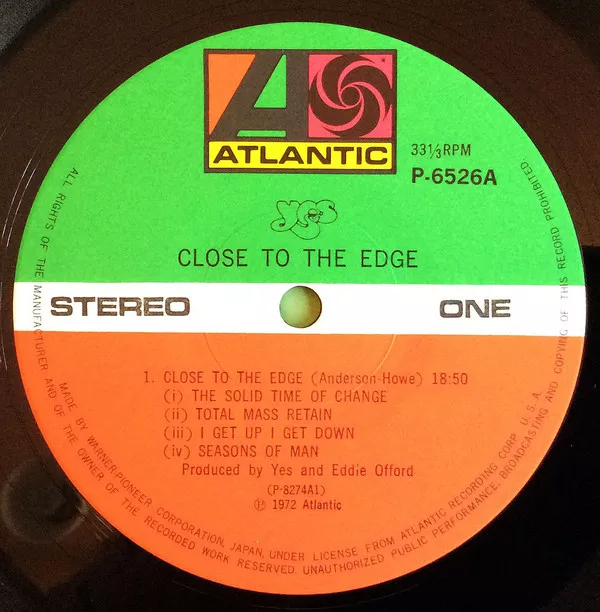 ATLANTIC
33⅓RPM
P-6526A
yes
CLOSE TO THE EDGE
STEREO
ONE
1. CLOSE TO THE EDGE (Anderson-Howe) 18:50
(i) THE SOLID TIME OF CHANGE
(ii) TOTAL MASS RETAIN
(iii) I GET UP I GET DOWN
(iv) SEASONS OF MAN
Produced by Yes and Eddie Offord
(P-8274A1)
Ⓟ 1972 Atlantic
MADE BY WARNER-PIONEER CORPORATION, JAPAN, UNDER LICENSE FROM ATLANTIC RECORDING CORP. U.S.A.
ALL RIGHTS OF THE MANUFACTURER AND OF THE OWNER OF THE RECORDED WORK RESERVED. UNAUTHORIZED PUBLIC PERFORMANCE, BROADCASTING AND COPYING OF THIS RECORD PROHIBITED